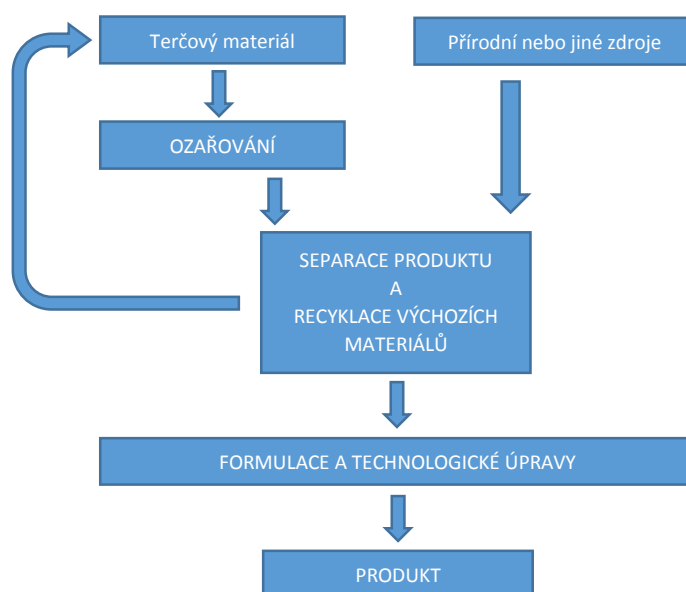 Terčový materiál
Přírodní nebo jiné zdroje
OZAŘOVÁNÍ
SEPARACE PRODUKTU
A
RECYKLACE VÝCHOZÍCH
MATERIÁLŮ
FORMULACE A TECHNOLOGICKÉ ÚPRAVY
PRODUKT